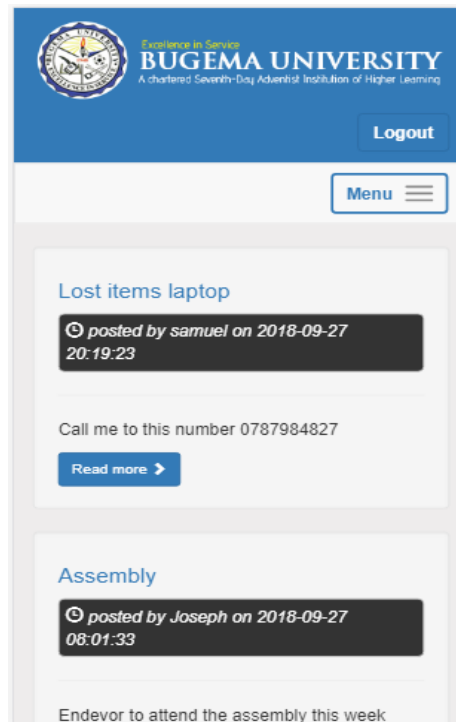 Excellence in Service
BUGEMA UNIVERSITY
A chartered Seventh-Day Adventist Institution of Higher Learning
Logout
Menu
Lost items laptop
posted by samuel on 2018-09-27
20:19:23
Call me to this number 0787984827
Read more
Assembly
posted by Joseph on 2018-09-27
08:01:33
Endevor to attend the assembly this week